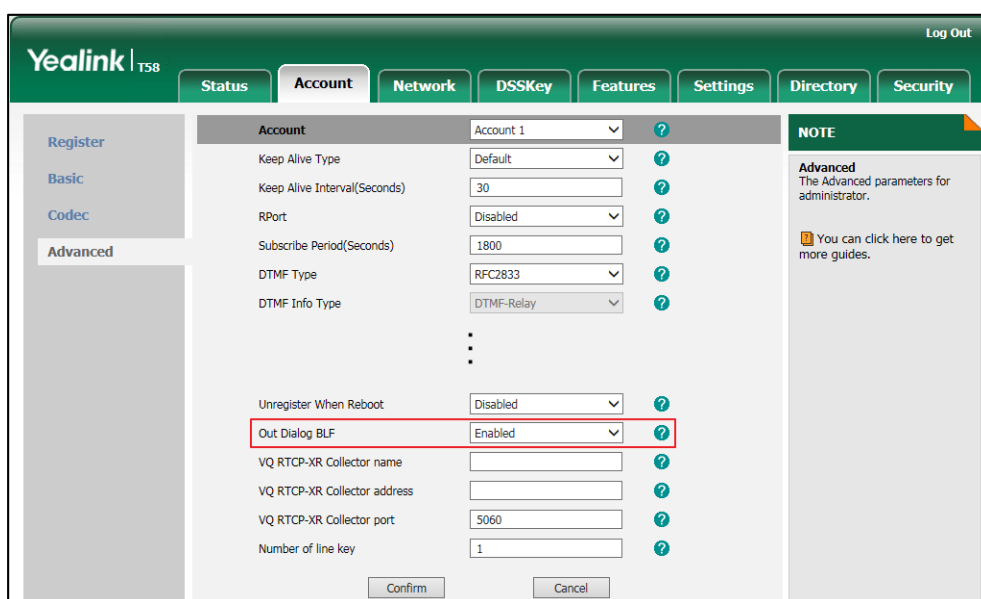 Log Out
Yealink | T58
Status Account Network DSSKey Features Settings Directory Security
Register
Basic
Codec
Advanced
Account Account 1 ?
Keep Alive Type Default ?
Keep Alive Interval(Seconds) 30 ?
RPort Disabled ?
Subscribe Period(Seconds) 1800 ?
DTMF Type RFC2833 ?
DTMF Info Type DTMF-Relay ?
Unregister When Reboot Disabled ?
Out Dialog BLF Enabled ?
VQ RTCP-XR Collector name ?
VQ RTCP-XR Collector address ?
VQ RTCP-XR Collector port 5060 ?
Number of line key 1 ?
Confirm Cancel
NOTE
Advanced
The Advanced parameters for
administrator.
? You can click here to get
more guides.